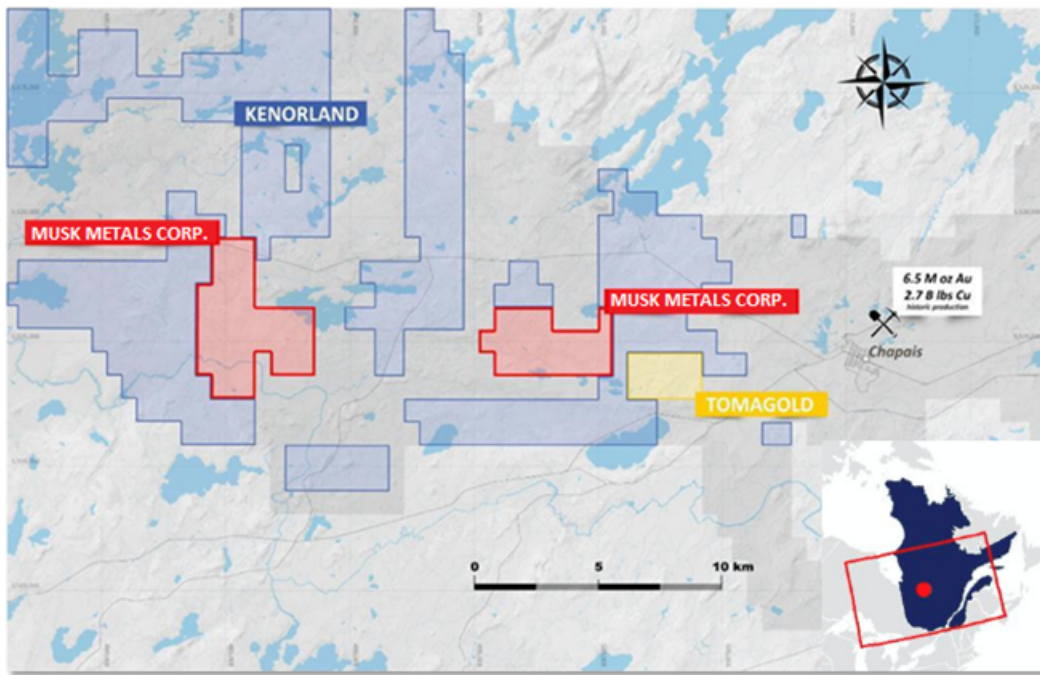 KENORLAND
MUSK METALS CORP.
6.5 M oz Au
2.7 B lbs Cu
historic production
MUSK METALS CORP.
Chapais
TOMAGOLD
0 5 10 km